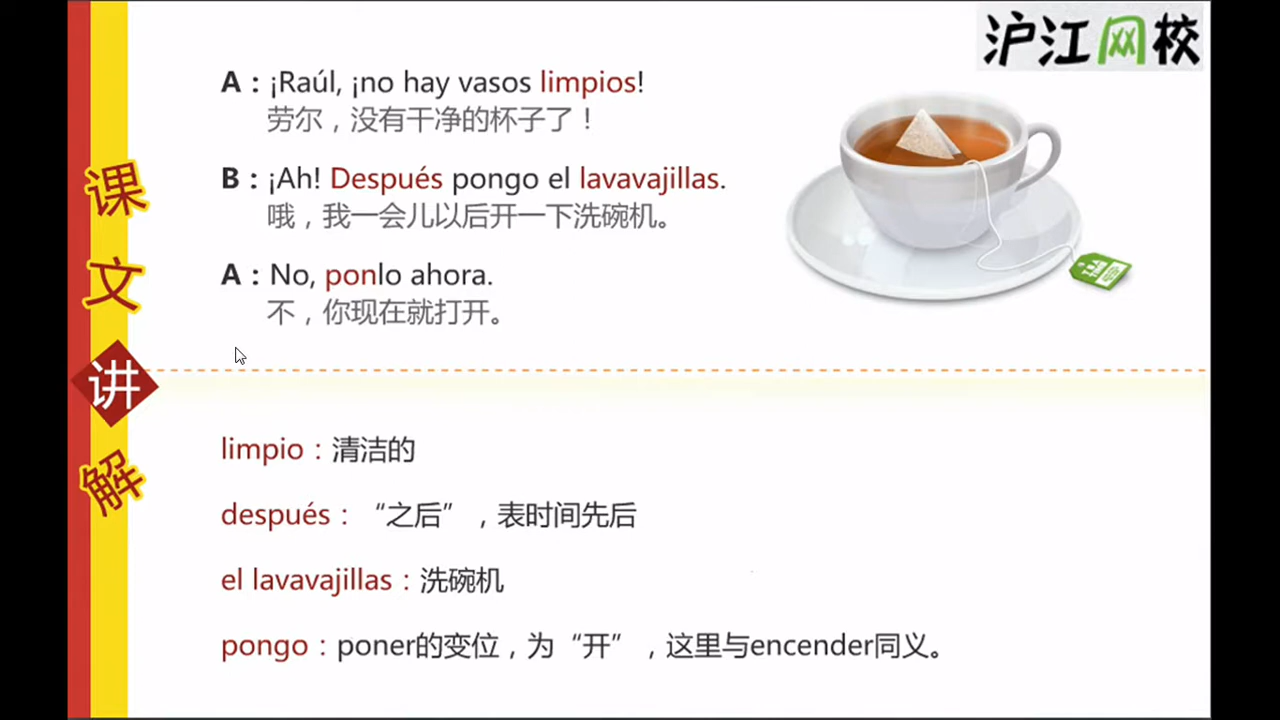 沪江网校
A：¡Raúl, ¡no hay vasos limpios!
劳尔，没有干净的杯子了！
B：¡Ah! Después pongo el lavavajillas.
哦，我一会儿以后开一下洗碗机。
A：No, ponlo ahora.
不，你现在就打开。
课文讲解
limpio：清洁的
después：“之后”，表时间先后
el lavavajillas：洗碗机
pongo：poner的变位，为“开”，这里与encender同义。